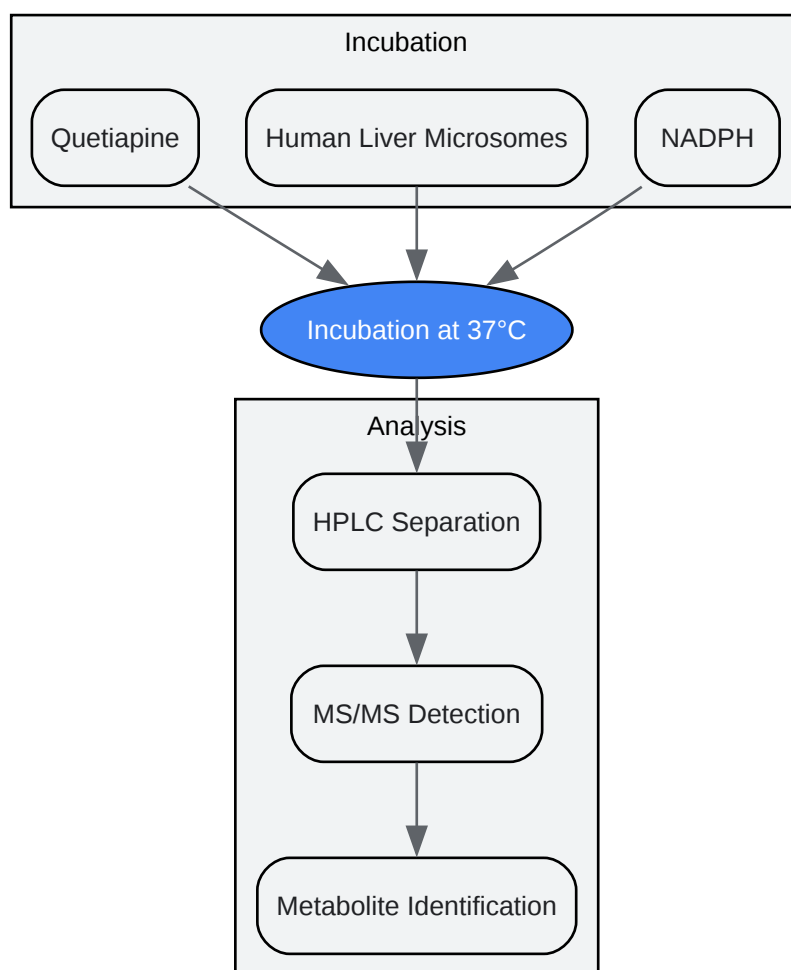 Incubation
Quetiapine
Human Liver Microsomes
NADPH
Incubation at 37°C
Analysis
HPLC Separation
MS/MS Detection
Metabolite Identification